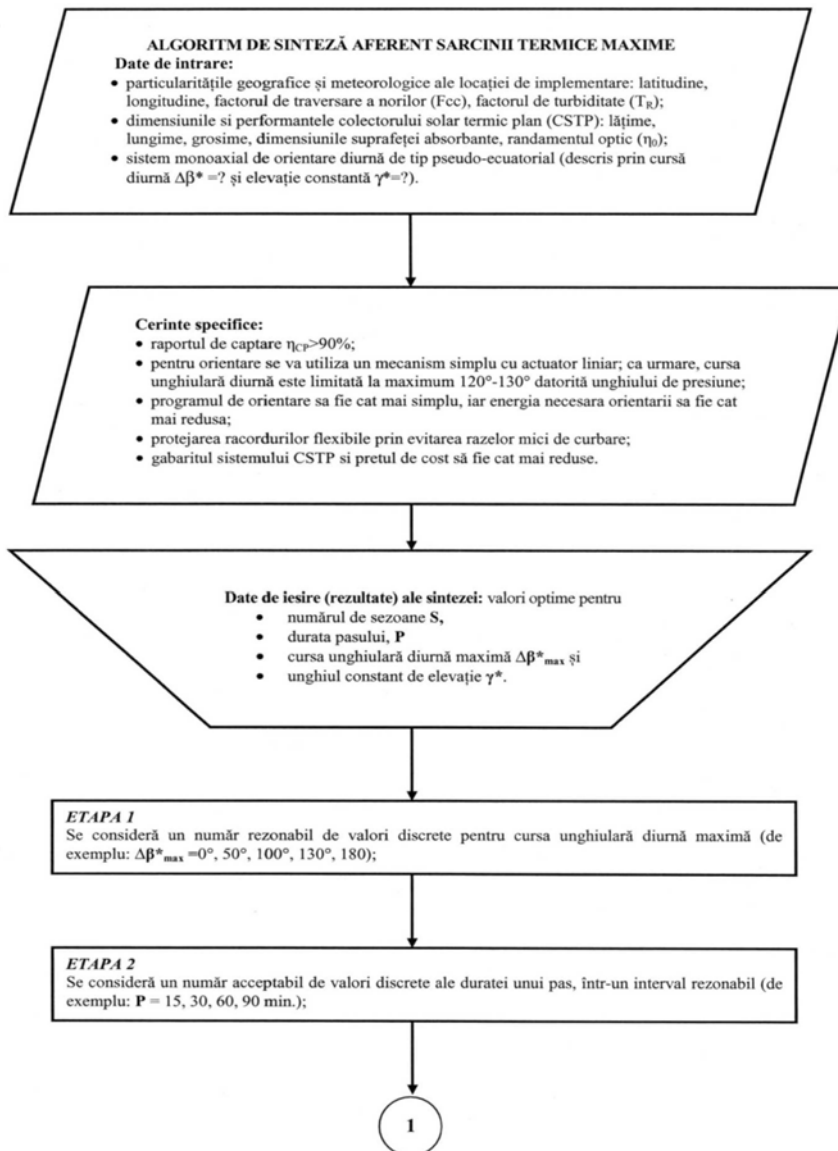 ALGORITM DE SINTEZĂ AFERENT SARCINII TERMICE MAXIME
Date de intrare:
• particularitățile geografice și meteorologice ale locației de implementare: latitudine,
longitudine, factorul de traversare a norilor (Fcc), factorul de turbiditate (T_R);
• dimensiunile si performantele colectorului solar termic plan (CSTP): lățime,
lungime, grosime, dimensiunile suprafeței absorbante, randamentul optic (η₀);
• sistem monoaxial de orientare diurnă de tip pseudo-ecuatorial (descris prin cursă
diurnă Δβ* =? și elevație constantă γ*=?).
Cerinte specifice:
• raportul de captare η_CP>90%;
• pentru orientare se va utiliza un mecanism simplu cu actuator liniar; ca urmare, cursa
unghiulară diurnă este limitată la maximum 120°-130° datorită unghiului de presiune;
• programul de orientare sa fie cat mai simplu, iar energia necesara orientarii sa fie cat
mai redusa;
• protejarea racordurilor flexibile prin evitarea razelor mici de curbare;
• gabaritul sistemului CSTP si pretul de cost să fie cat mai reduse.
Date de iesire (rezultate) ale sintezei: valori optime pentru
• numărul de sezoane S,
• durata pasului, P
• cursa unghiulară diurnă maximă Δβ*max și
• unghiul constant de elevație γ*.
ETAPA 1
Se consideră un număr rezonabil de valori discrete pentru cursa unghiulară diurnă maximă (de
exemplu: Δβ*max =0°, 50°, 100°, 130°, 180);
ETAPA 2
Se consideră un număr acceptabil de valori discrete ale duratei unui pas, într-un interval rezonabil (de
exemplu: P = 15, 30, 60, 90 min.);
1